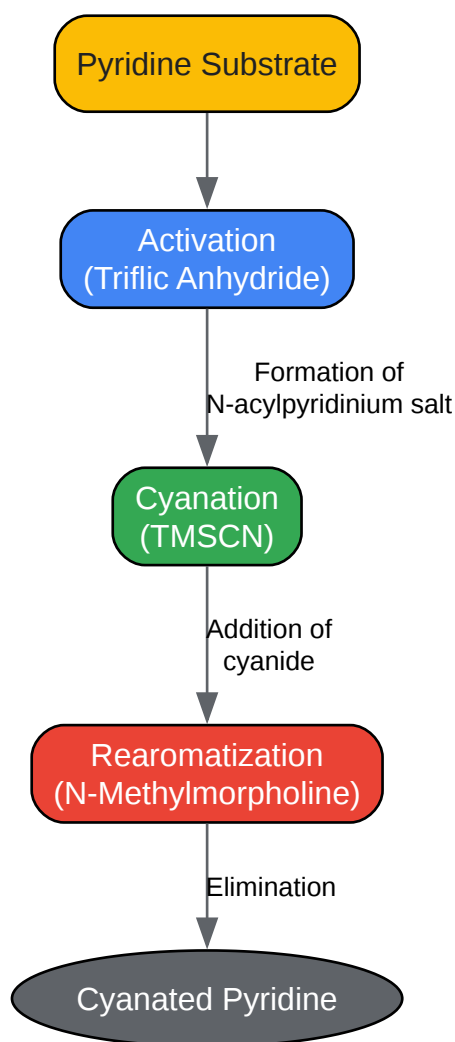 Pyridine Substrate
Activation
(Triflic Anhydride)
Formation of
N-acylpyridinium salt
Cyanation
(TMSCN)
Addition of
cyanide
Rearomatization
(N-Methylmorpholine)
Elimination
Cyanated Pyridine